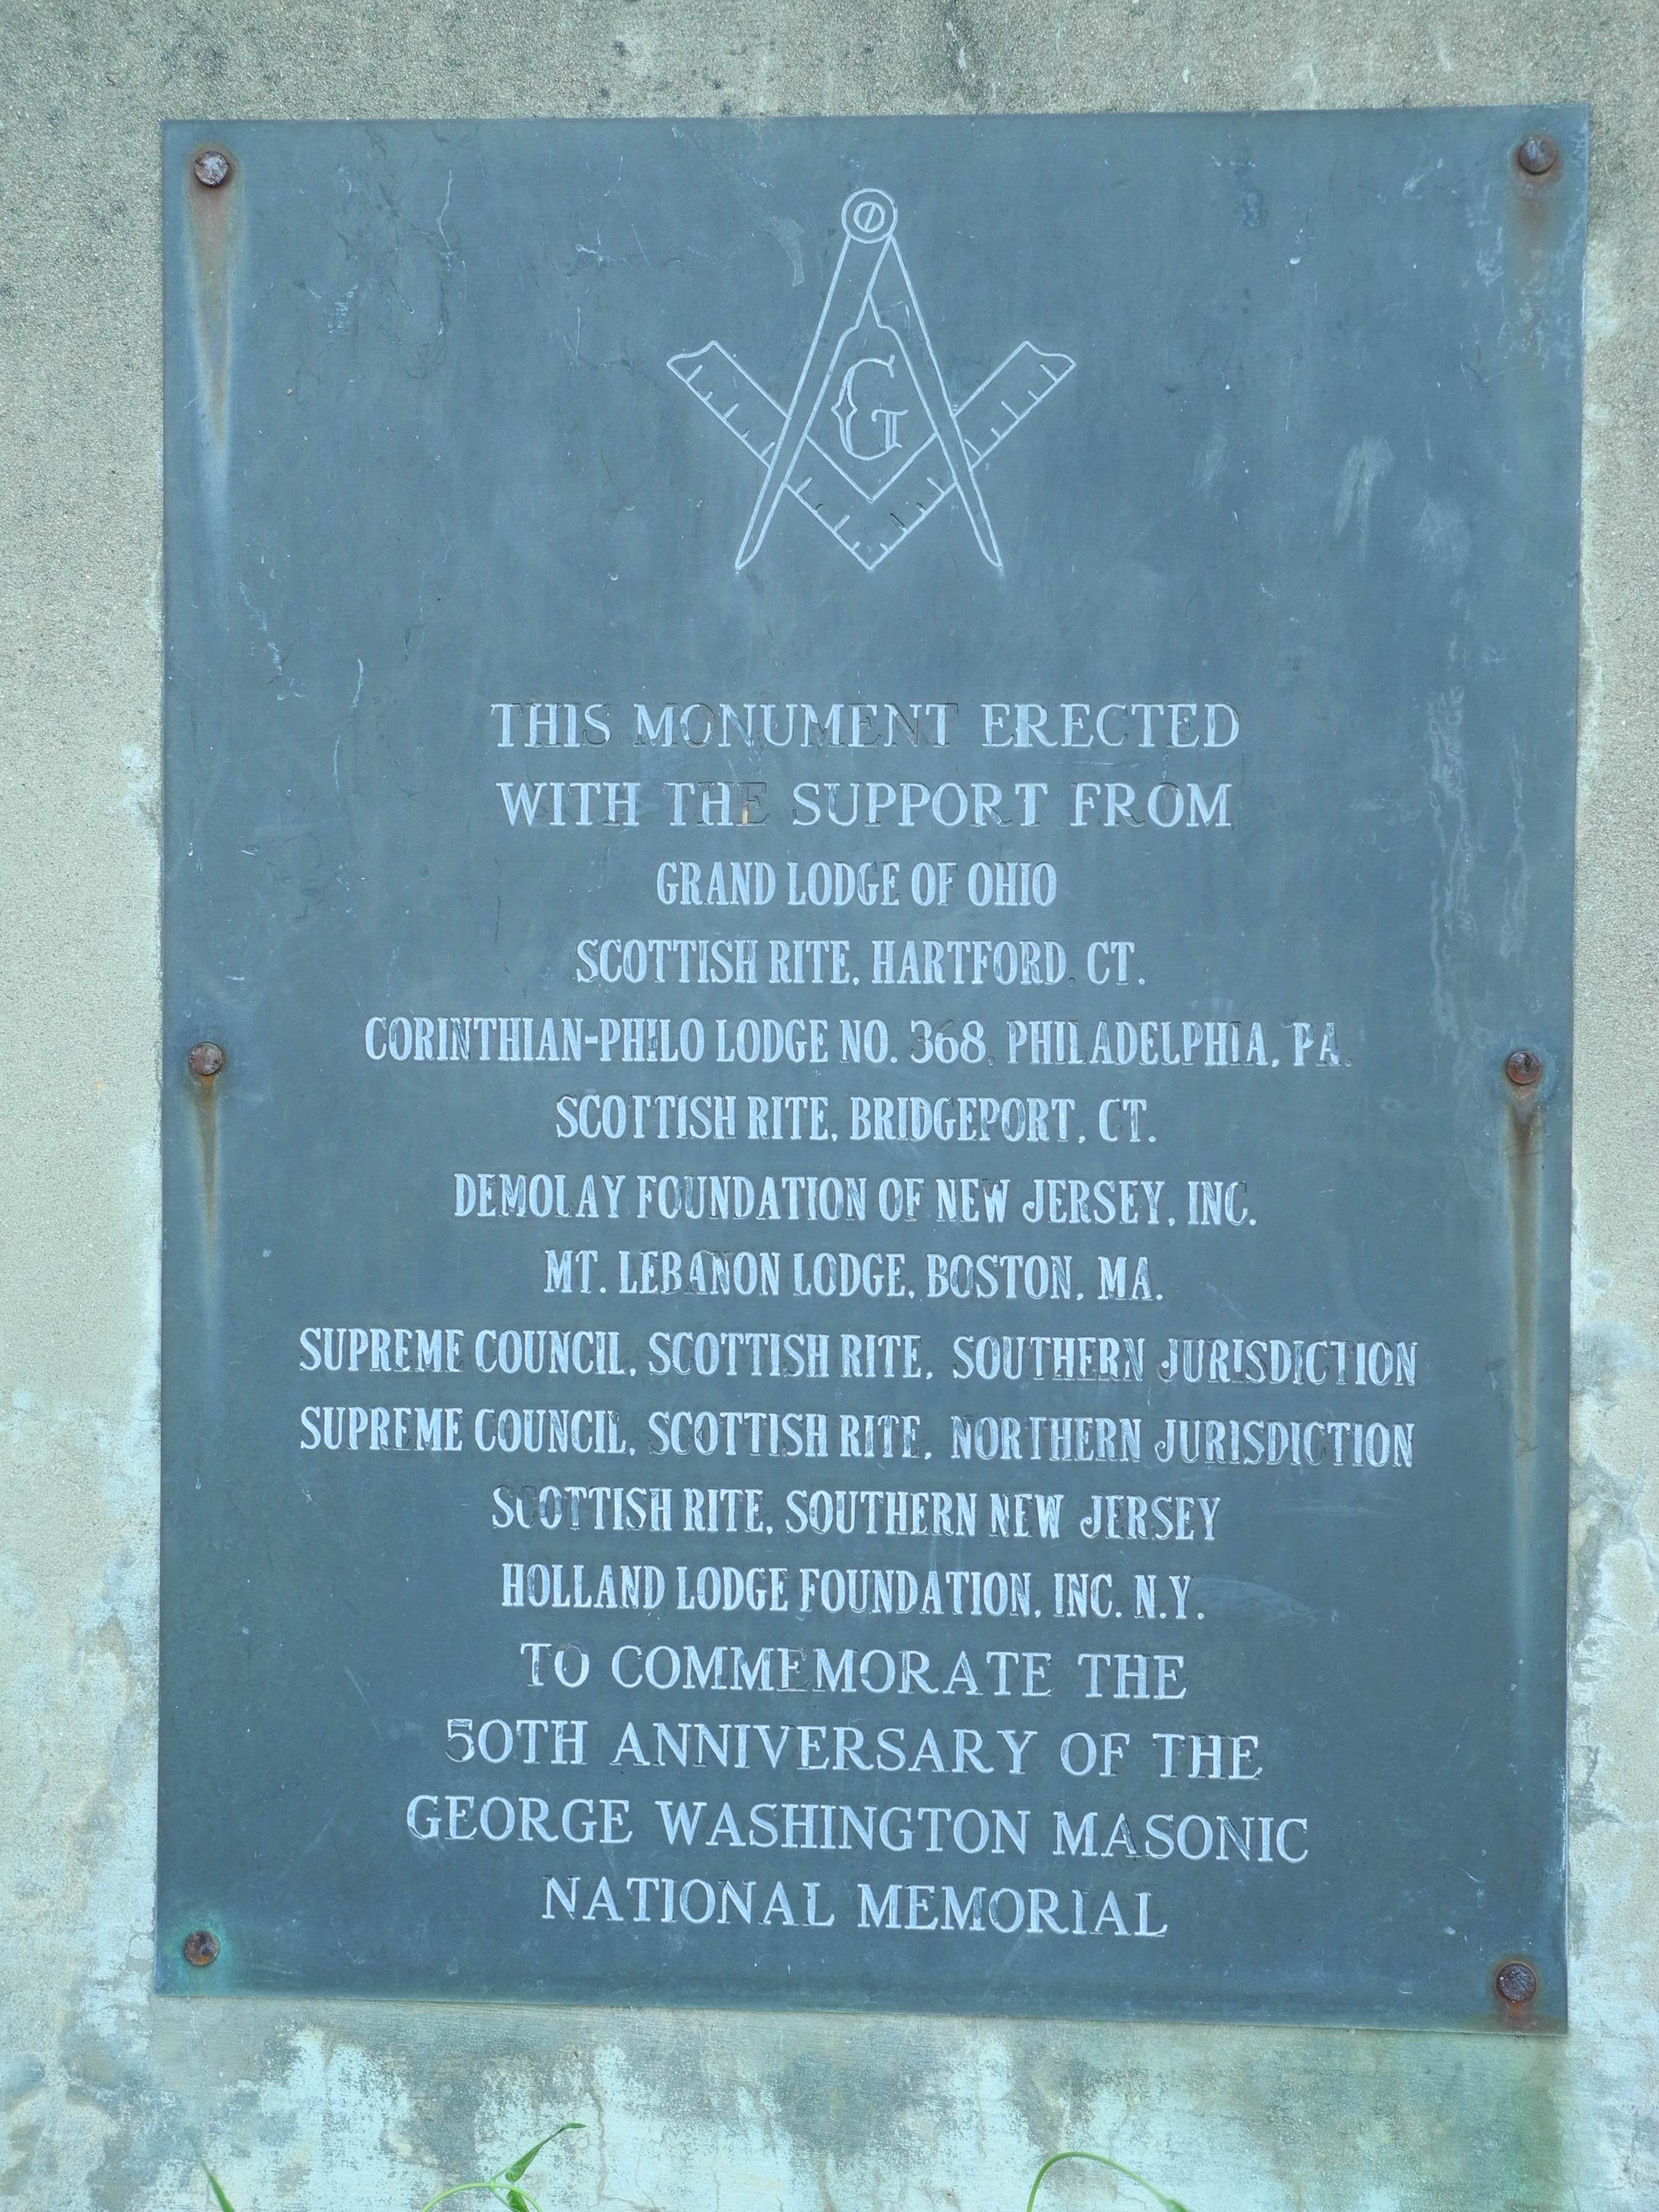 G
THIS MONUMENT ERECTED
WITH THE SUPPORT FROM
GRAND LODGE OF OHIO
SCOTTISH RITE, HARTFORD, CT.
CORINTHIAN-PHILO LODGE NO. 368, PHILADELPHIA, PA.
SCOTTISH RITE, BRIDGEPORT, CT.
DEMOLAY FOUNDATION OF NEW JERSEY, INC.
MT. LEBANON LODGE, BOSTON, MA.
SUPREME COUNCIL, SCOTTISH RITE, SOUTHERN JURISDICTION
SUPREME COUNCIL, SCOTTISH RITE, NORTHERN JURISDICTION
SCOTTISH RITE, SOUTHERN NEW JERSEY
HOLLAND LODGE FOUNDATION, INC. N.Y.
TO COMMEMORATE THE
50TH ANNIVERSARY OF THE
GEORGE WASHINGTON MASONIC
NATIONAL MEMORIAL